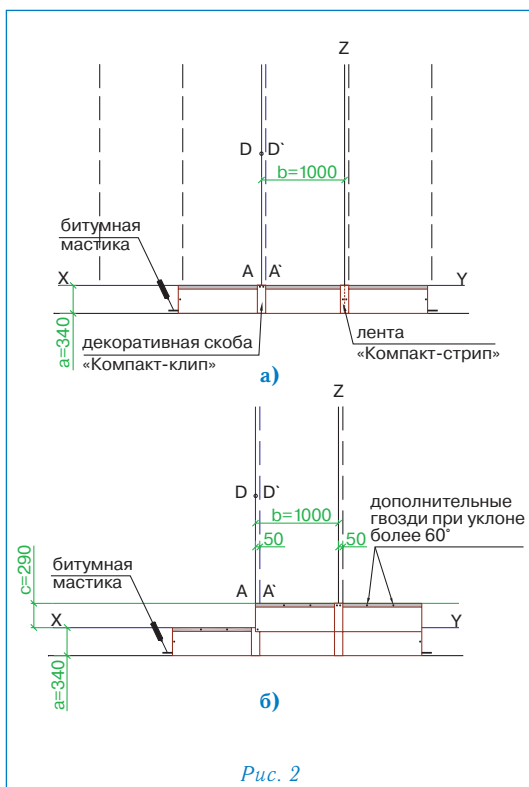 Z
D D`
b=1000
битумная
мастика
X A A` Y
a=340
декоративная скоба
«Компакт-клип»
лента
«Компакт-стрип»
а)
Z
D D`
b=1000
50 50
дополнительные
гвозди при уклоне
более 60°
битумная
мастика
c=290
A A`
X Y
a=340
б)
Рис. 2